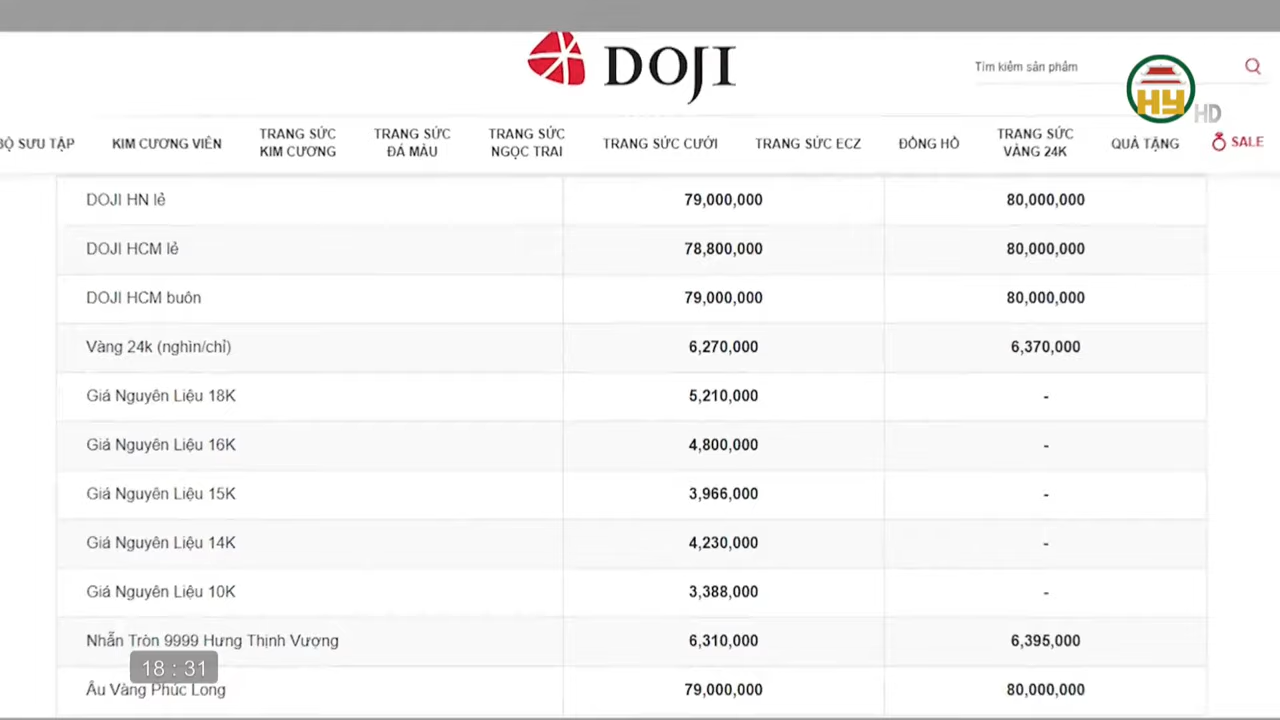 DOJI
Tìm kiếm sản phẩm
HY HD
BỘ SƯU TẬP KIM CƯƠNG VIÊN TRANG SỨC KIM CƯƠNG TRANG SỨC ĐÁ MÀU TRANG SỨC NGỌC TRAI TRANG SỨC CƯỚI TRANG SỨC ECZ ĐỒNG HỒ TRANG SỨC VÀNG 24K QUÀ TẶNG SALE
DOJI HN lẻ 79,000,000 80,000,000
DOJI HCM lẻ 78,800,000 80,000,000
DOJI HCM buôn 79,000,000 80,000,000
Vàng 24k (nghìn/chỉ) 6,270,000 6,370,000
Giá Nguyên Liệu 18K 5,210,000 -
Giá Nguyên Liệu 16K 4,800,000 -
Giá Nguyên Liệu 15K 3,966,000 -
Giá Nguyên Liệu 14K 4,230,000 -
Giá Nguyên Liệu 10K 3,388,000 -
Nhẫn Tròn 9999 Hưng Thịnh Vượng 6,310,000 6,395,000
18 : 31
Âu Vàng Phúc Long 79,000,000 80,000,000